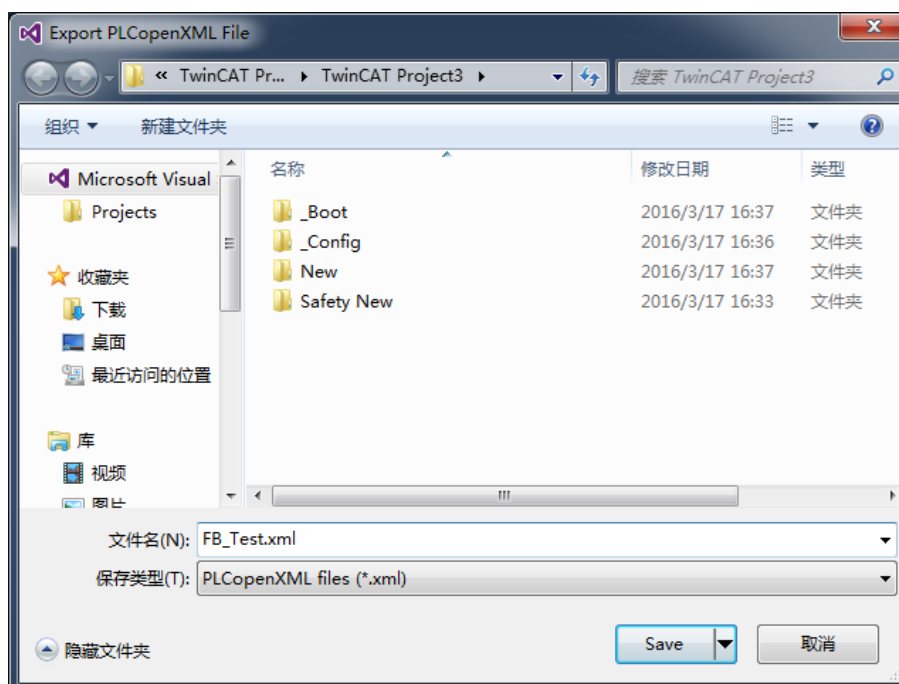 Export PLCopenXML File
« TwinCAT Pr... ▸ TwinCAT Project3 ▸
搜索 TwinCAT Project3
组织 新建文件夹
名称 修改日期 类型
Microsoft Visual
Projects
收藏夹
下载
桌面
最近访问的位置
库
视频
图片
_Boot 2016/3/17 16:37 文件夹
_Config 2016/3/17 16:36 文件夹
New 2016/3/17 16:37 文件夹
Safety New 2016/3/17 16:33 文件夹
文件名(N): FB_Test.xml
保存类型(T): PLCopenXML files (*.xml)
隐藏文件夹 Save 取消